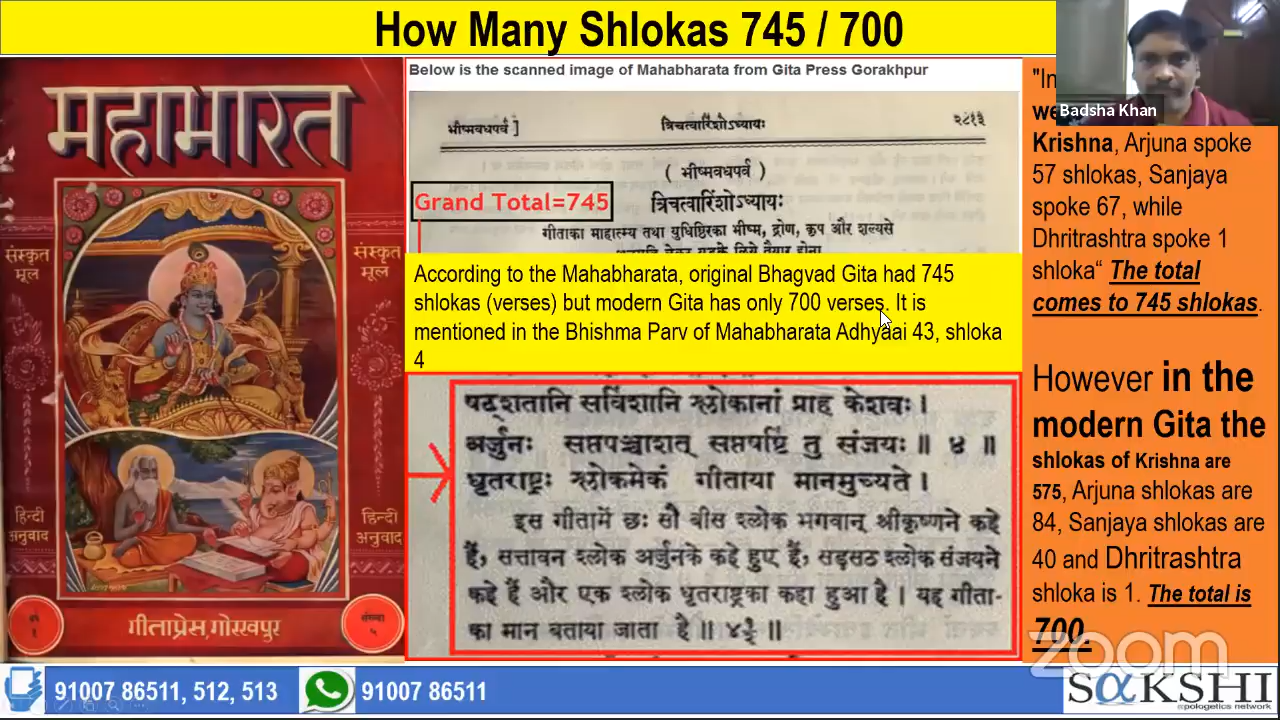 How Many Shlokas 745 / 700
Below is the scanned image of Mahabharata from Gita Press Gorakhpur
महाभारत
संस्कृत
मूल
संस्कृत
मूल
हिन्दी
अनुवाद
हिन्दी
अनुवाद
गीताप्रेस,गोरखपुर
भीष्मवधपर्व ]
त्रिचत्वारिंशोऽध्यायः
२८१३
( भीष्मवधपर्व )
Grand Total=745
त्रिचत्वारिंशोऽध्यायः
गीताका माहात्म्य तथा युधिष्ठिरका भीष्म, द्रोण, कृप और शल्यसे
According to the Mahabharata, original Bhagvad Gita had 745
shlokas (verses) but modern Gita has only 700 verses. It is
mentioned in the Bhishma Parv of Mahabharata Adhyaai 43, shloka
4
षट्शतानि सविंशानि श्लोकानां प्राह केशवः ।
अर्जुनः सप्तपञ्चाशत् सप्तषष्टिं तु संजयः ॥ ४ ॥
धृतराष्ट्रः श्लोकमेकं गीताया मानमुच्यते ।
इस गीतामें छः सौ बीस श्लोक भगवान् श्रीकृष्णने कहे
हैं, सत्तावन श्लोक अर्जुनके कहे हुए हैं, सड़सठ श्लोक संजयने
कहे हैं और एक श्लोक धृतराष्ट्रका कहा हुआ है । यह गीता-
का मान बताया जाता है ॥ ४½ ॥
"In
we
Krishna, Arjuna spoke
57 shlokas, Sanjaya
spoke 67, while
Dhritrashtra spoke 1
shloka“ The total
comes to 745 shlokas.
However in the
modern Gita the
shlokas of Krishna are
575, Arjuna shlokas are
84, Sanjaya shlokas are
40 and Dhritrashtra
shloka is 1. The total is
700.
Badsha Khan
zoom
91007 86511, 512, 513
91007 86511
SαKSHI
@pologetics network